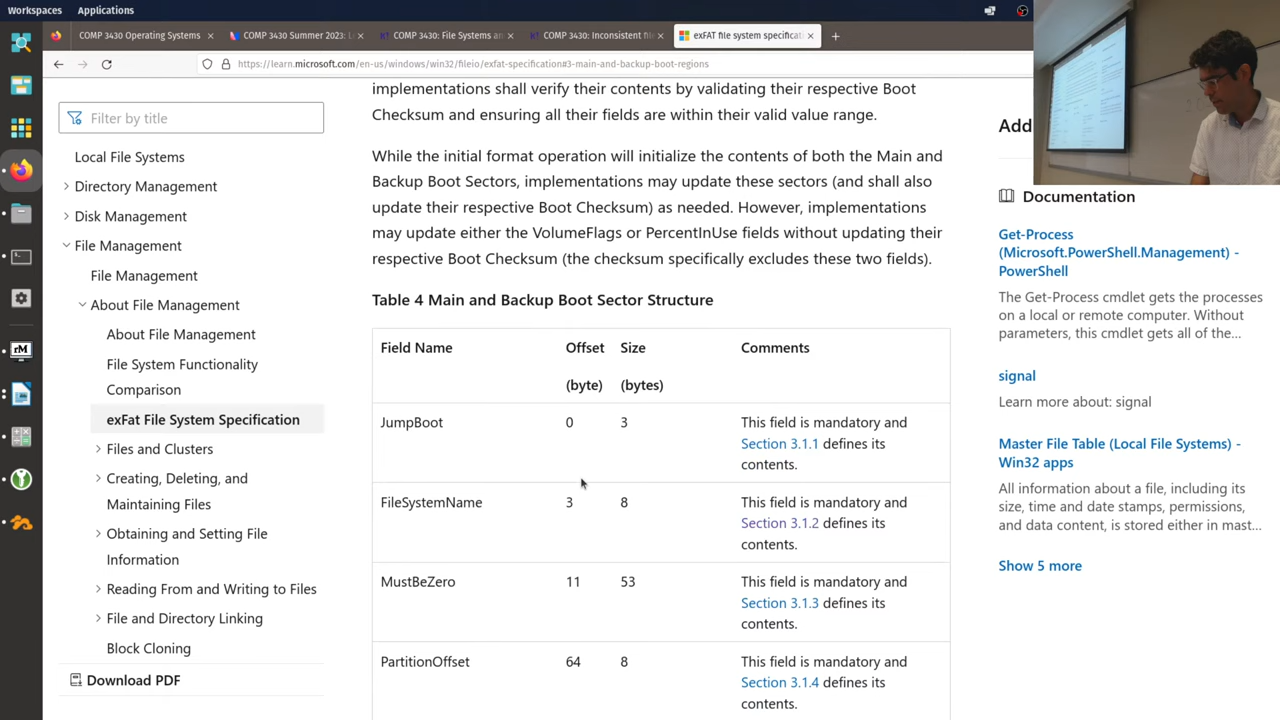 Workspaces Applications
COMP 3430 Operating Systems
COMP 3430 Summer 2023: L
COMP 3430: File Systems an
COMP 3430: Inconsistent file
exFAT file system specificat
https://learn.microsoft.com/en-us/windows/win32/fileio/exfat-specification#3-main-and-backup-boot-regions
Filter by title
Local File Systems
Directory Management
Disk Management
File Management
File Management
About File Management
About File Management
File System Functionality
Comparison
exFat File System Specification
Files and Clusters
Creating, Deleting, and
Maintaining Files
Obtaining and Setting File
Information
Reading From and Writing to Files
File and Directory Linking
Block Cloning
Download PDF
implementations shall verify their contents by validating their respective Boot
Checksum and ensuring all their fields are within their valid value range.
While the initial format operation will initialize the contents of both the Main and
Backup Boot Sectors, implementations may update these sectors (and shall also
update their respective Boot Checksum) as needed. However, implementations
may update either the VolumeFlags or PercentInUse fields without updating their
respective Boot Checksum (the checksum specifically excludes these two fields).
Table 4 Main and Backup Boot Sector Structure
Field Name Offset Size Comments
(byte) (bytes)
JumpBoot 0 3 This field is mandatory and
Section 3.1.1 defines its
contents.
FileSystemName 3 8 This field is mandatory and
Section 3.1.2 defines its
contents.
MustBeZero 11 53 This field is mandatory and
Section 3.1.3 defines its
contents.
PartitionOffset 64 8 This field is mandatory and
Section 3.1.4 defines its
contents.
Add
Documentation
Get-Process
(Microsoft.PowerShell.Management) -
PowerShell
The Get-Process cmdlet gets the processes
on a local or remote computer. Without
parameters, this cmdlet gets all of the...
signal
Learn more about: signal
Master File Table (Local File Systems) -
Win32 apps
All information about a file, including its
size, time and date stamps, permissions,
and data content, is stored either in mast...
Show 5 more
rM